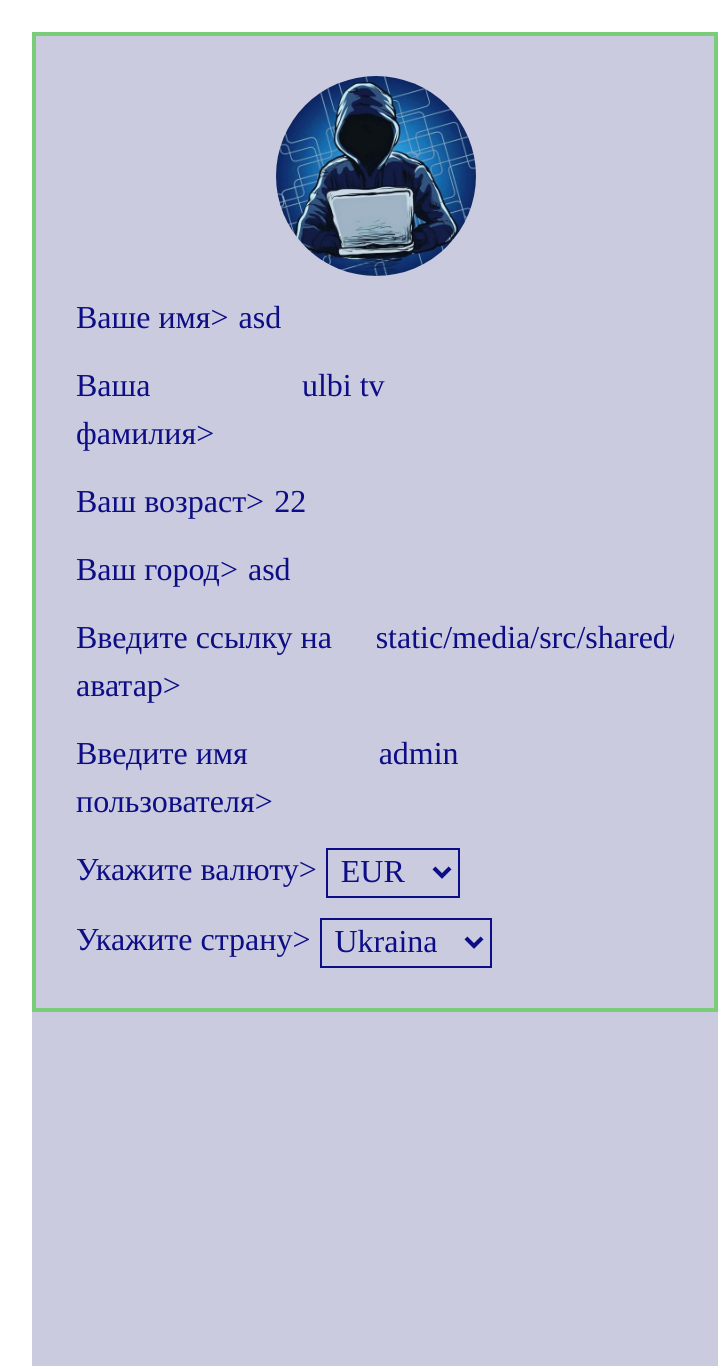 Ваше имя> asd
Ваша ulbi tv
фамилия>
Ваш возраст> 22
Ваш город> asd
Введите ссылку на static/media/src/shared/
аватар>
Введите имя admin
пользователя>
Укажите валюту> EUR
Укажите страну> Ukraina